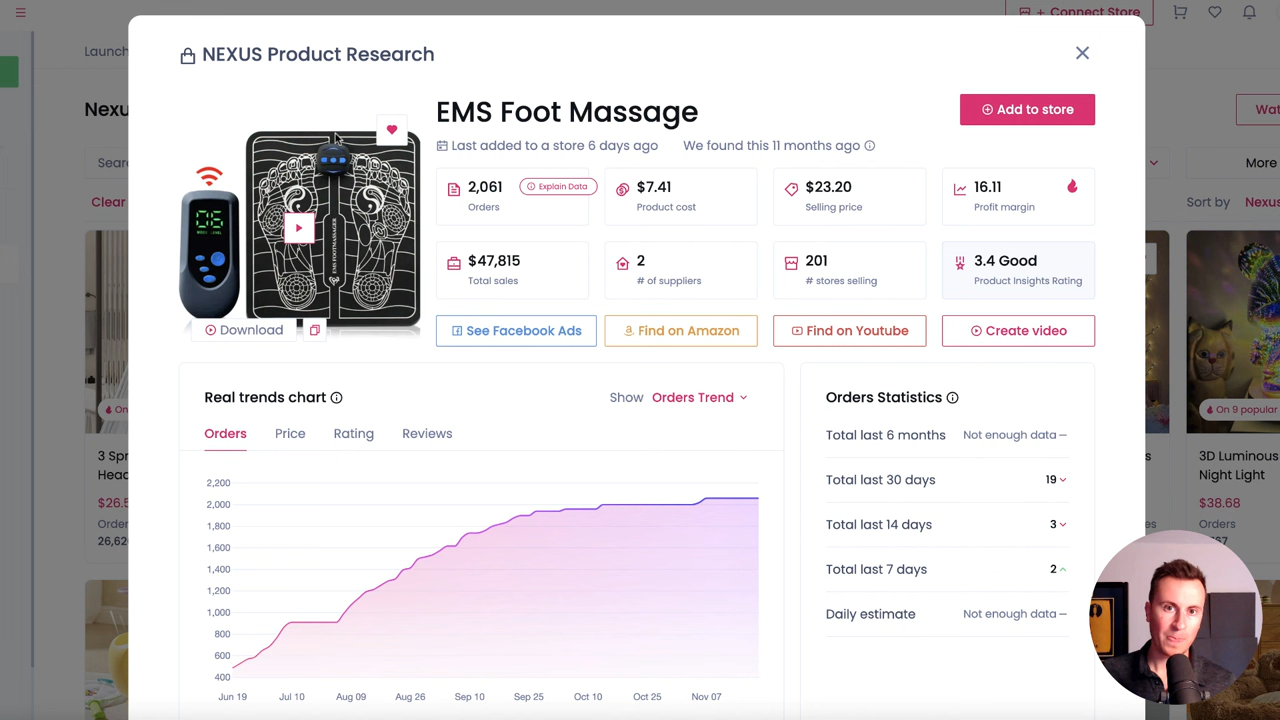 + Connect Store
Launch
NEXUS Product Research
Nexu
Wat
Sear
More
Clear
Sort by Nexus
EMS Foot Massage
Add to store
Last added to a store 6 days ago
We found this 11 months ago
2,061
Orders
Explain Data
$7.41
Product cost
$23.20
Selling price
16.11
Profit margin
$47,815
Total sales
2
# of suppliers
201
# stores selling
3.4 Good
Product Insights Rating
06
EMS FOOTMASSAGER
Download
See Facebook Ads
Find on Amazon
Find on Youtube
Create video
Real trends chart
Show Orders Trend
Orders
Price
Rating
Reviews
2,200
2,000
1,800
1,600
1,400
1,200
1,000
800
600
400
Jun 19
Jul 10
Aug 09
Aug 26
Sep 10
Sep 25
Oct 10
Oct 25
Nov 07
Orders Statistics
Total last 6 months Not enough data –
Total last 30 days 19
Total last 14 days 3
Total last 7 days 2
Daily estimate Not enough data –
On
3 Spr
Head
$26.5
Order
26,620
On 9 popular
3D Luminous
Night Light
$38.68
Orders